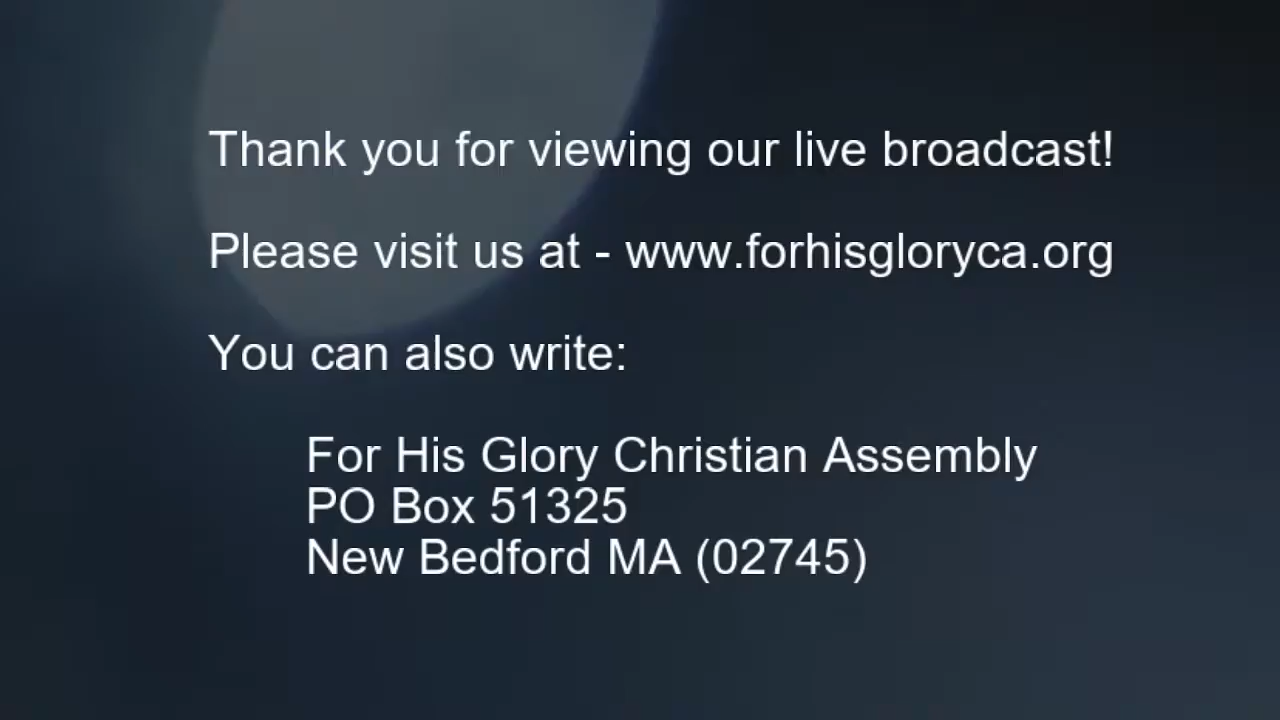 Thank you for viewing our live broadcast!
Please visit us at - www.forhisgloryca.org
You can also write:
For His Glory Christian Assembly
PO Box 51325
New Bedford MA (02745)